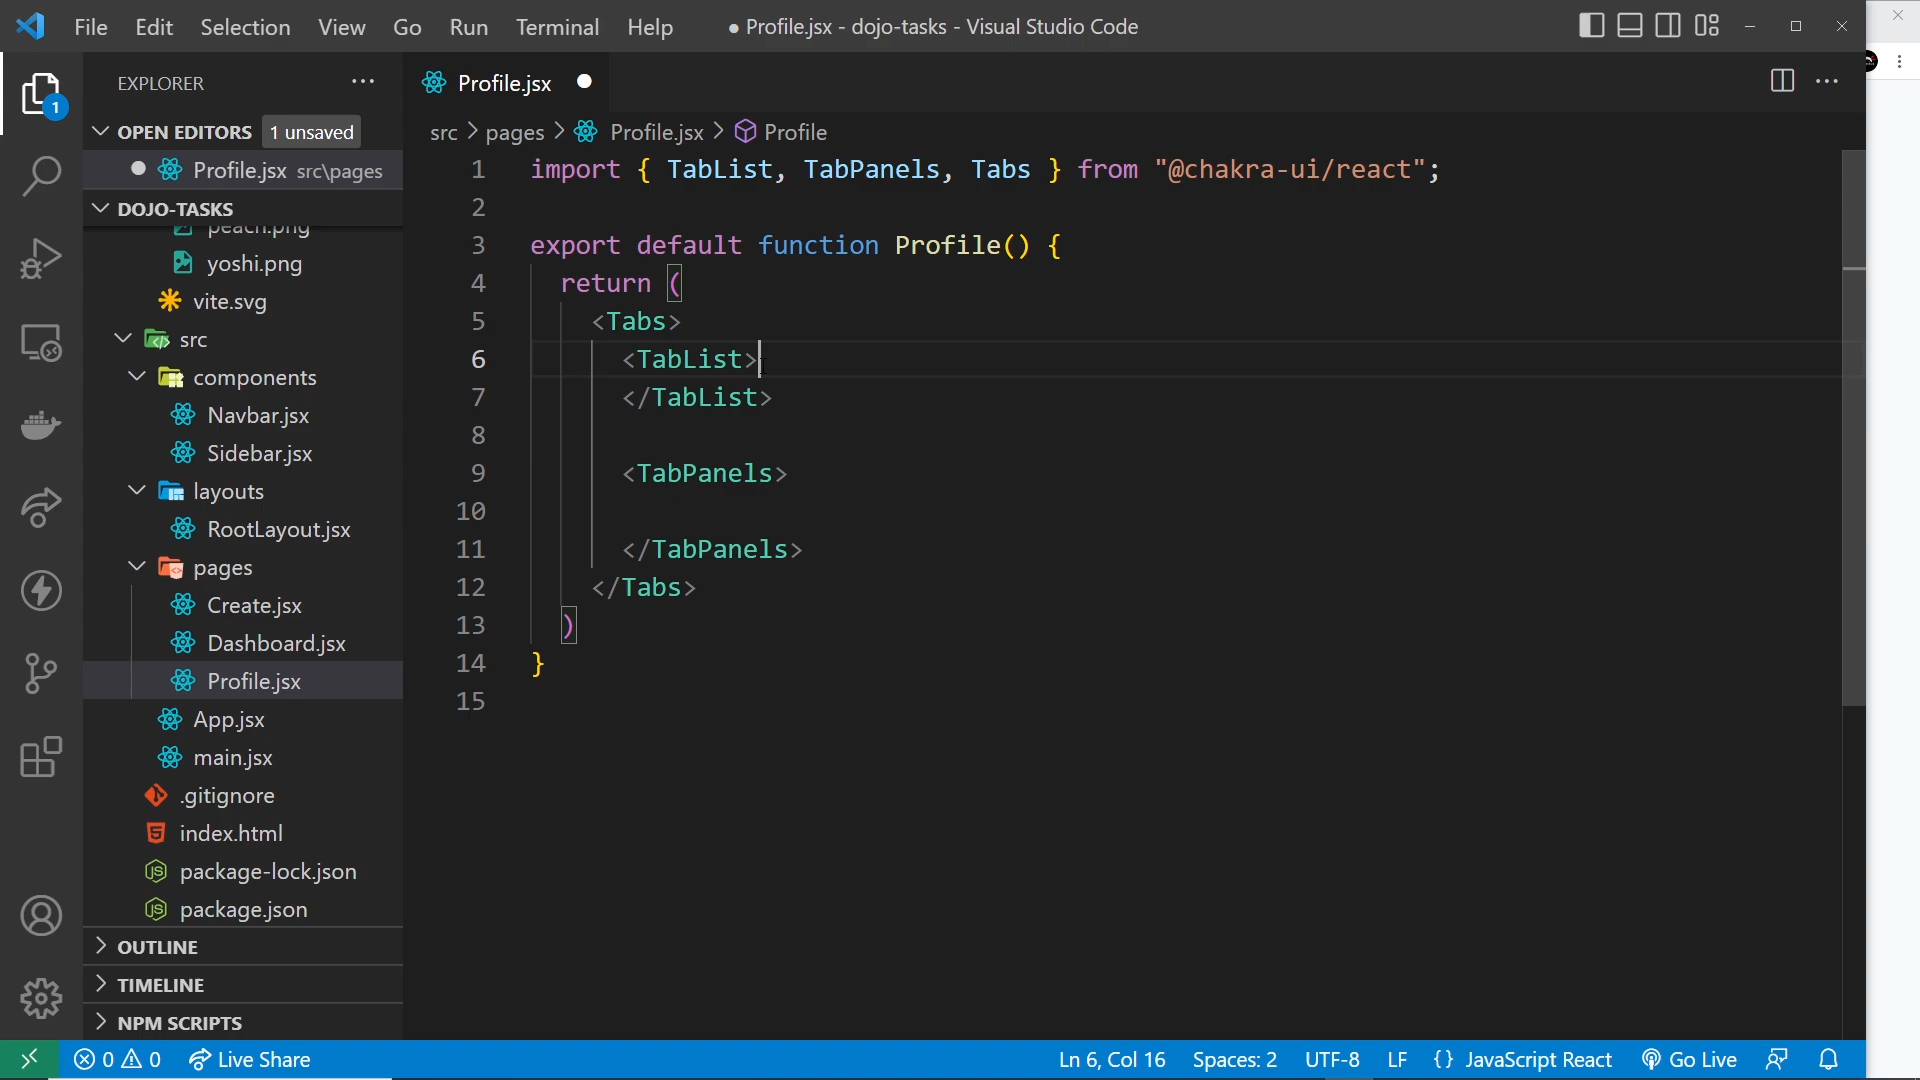 File Edit Selection View Go Run Terminal Help ● Profile.jsx - dojo-tasks - Visual Studio Code
EXPLORER
1
OPEN EDITORS 1 unsaved
Profile.jsx src\pages
DOJO-TASKS
peach.png
yoshi.png
vite.svg
src
components
Navbar.jsx
Sidebar.jsx
layouts
RootLayout.jsx
pages
Create.jsx
Dashboard.jsx
Profile.jsx
App.jsx
main.jsx
.gitignore
index.html
package-lock.json
package.json
OUTLINE
TIMELINE
NPM SCRIPTS
Profile.jsx
src > pages > Profile.jsx > Profile
1 import { TabList, TabPanels, Tabs } from "@chakra-ui/react";
2
3 export default function Profile() {
4 return (
5 <Tabs>
6 <TabList>
7 </TabList>
8
9 <TabPanels>
10
11 </TabPanels>
12 </Tabs>
13 )
14 }
15
0 0 Live Share Ln 6, Col 16 Spaces: 2 UTF-8 LF {} JavaScript React Go Live